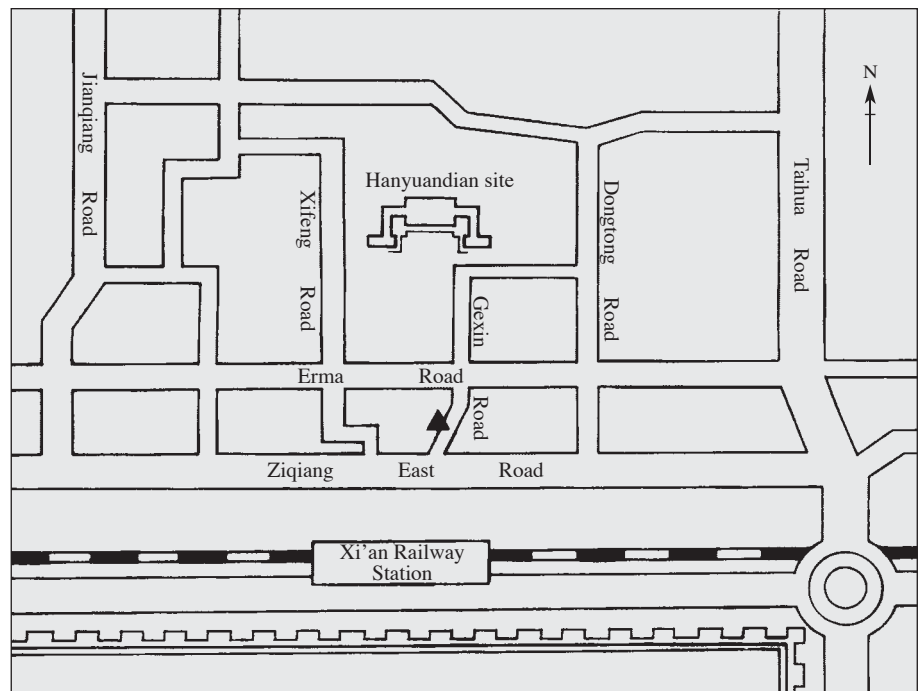 N
Jianqiang
Road
Hanyuandian site
Xifeng
Road
Dongtong
Road
Taihua
Road
Gexin
Road
Erma Road
Ziqiang East Road
Xi'an Railway
Station